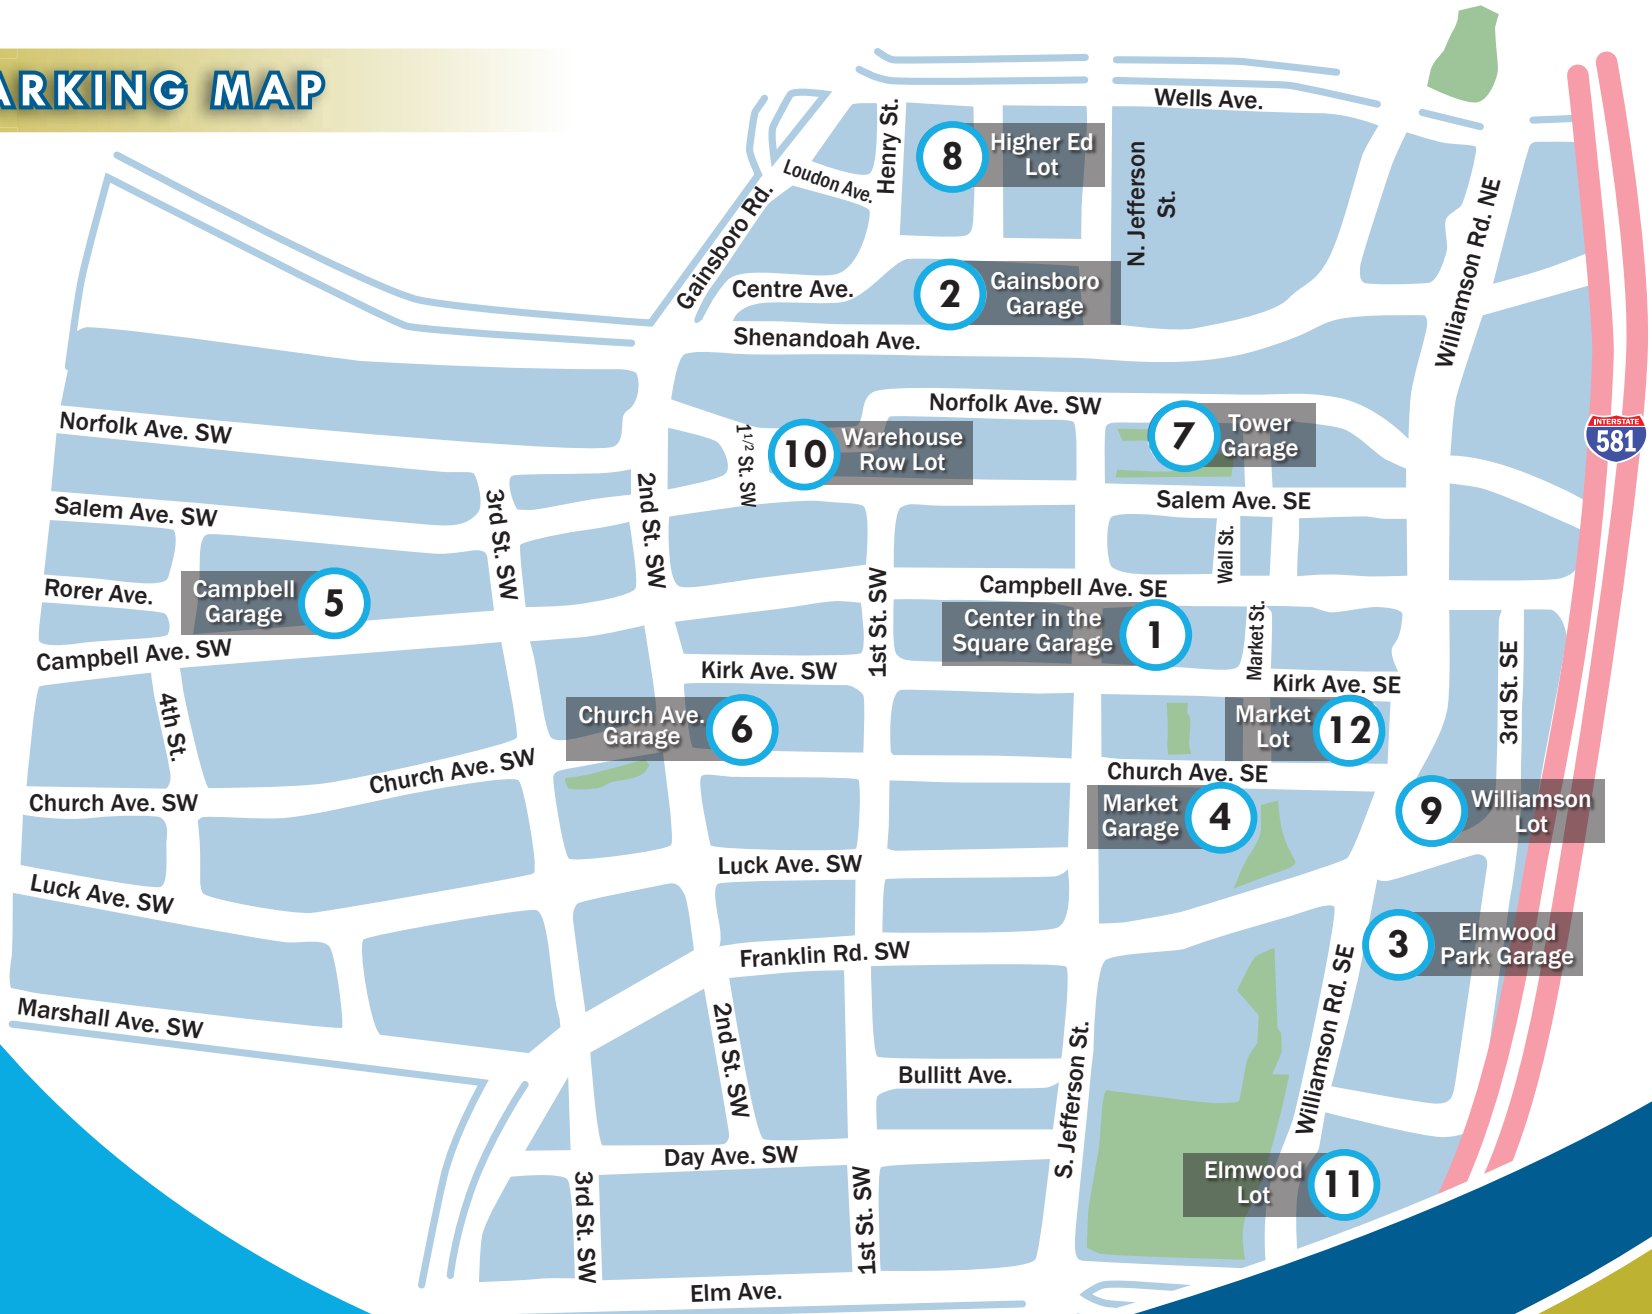 ARKING MAP
Wells Ave.
Henry St.
8
Higher Ed
Lot
N. Jefferson
St.
Loudon Ave.
Gainsboro Rd.
Williamson Rd. NE
Centre Ave.
2
Gainsboro
Garage
Shenandoah Ave.
Norfolk Ave. SW
Norfolk Ave. SW
7
Tower
Garage
INTERSTATE
581
1 1/2 St. SW
10
Warehouse
Row Lot
Salem Ave. SW
3rd St. SW
2nd St. SW
Salem Ave. SE
Wall St.
Rorer Ave.
Campbell
Garage
5
1st St. SW
Campbell Ave. SE
Center in the
Square Garage
1
Market St.
Campbell Ave. SW
Kirk Ave. SW
Kirk Ave. SE
3rd St. SE
4th St.
Church Ave.
Garage
6
Market
Lot
12
Church Ave. SW
Church Ave. SW
Church Ave. SE
Market
Garage
4
9
Williamson
Lot
Luck Ave. SW
Luck Ave. SW
3
Elmwood
Park Garage
Franklin Rd. SW
Marshall Ave. SW
2nd St. SW
Williamson Rd. SE
Bullitt Ave.
S. Jefferson St.
Day Ave. SW
Elmwood
Lot
11
3rd St. SW
1st St. SW
Elm Ave.